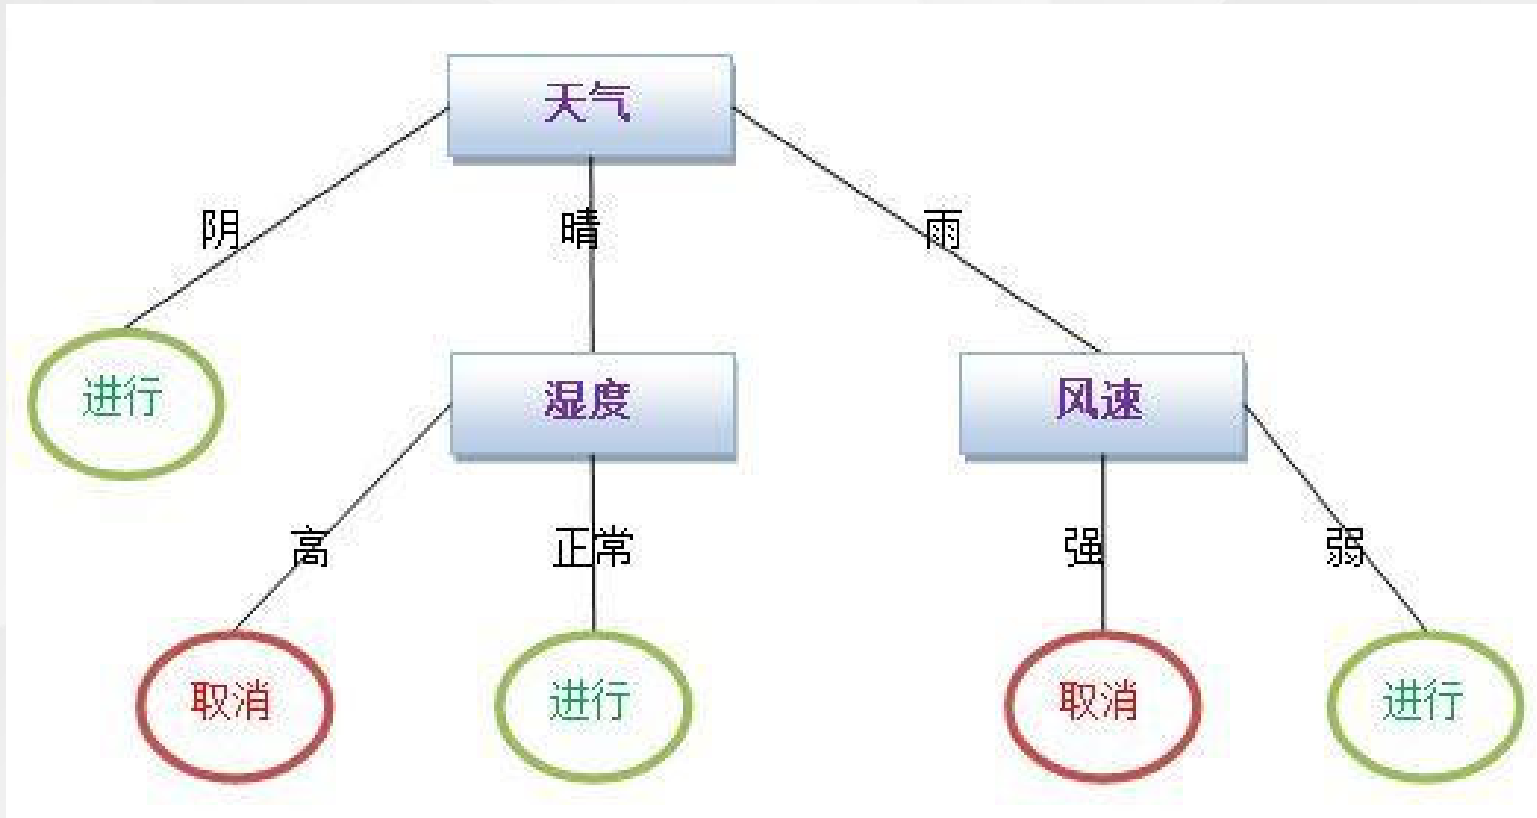 天气
阴
晴
雨
进行
湿度
风速
高
正常
强
弱
取消
进行
取消
进行